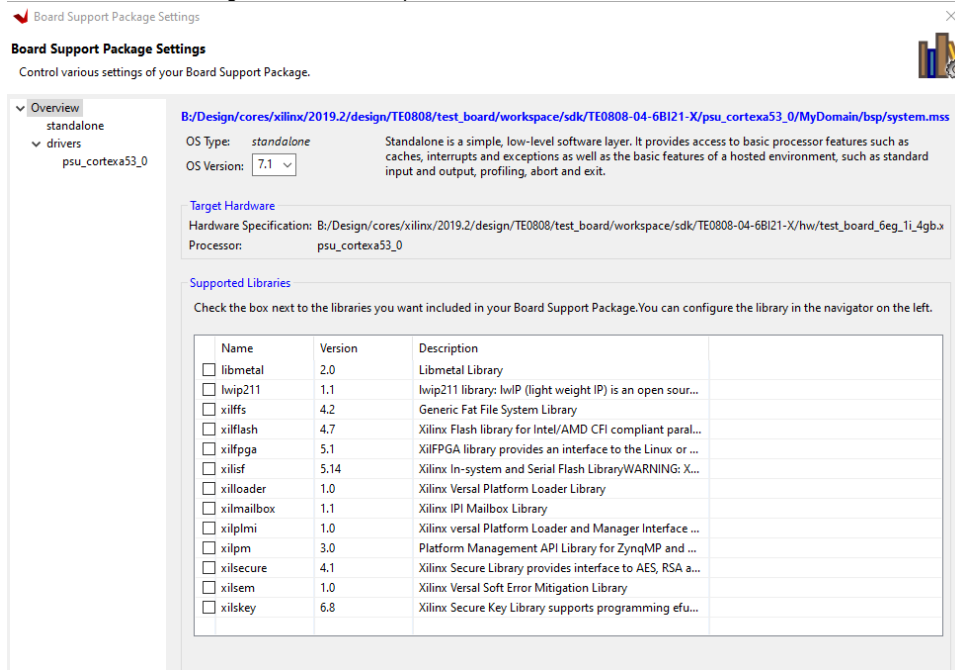 Board Support Package Settings
Board Support Package Settings
Control various settings of your Board Support Package.
Overview
standalone
drivers
psu_cortexa53_0
B:/Design/cores/xilinx/2019.2/design/TE0808/test_board/workspace/sdk/TE0808-04-6BI21-X/psu_cortexa53_0/MyDomain/bsp/system.mss
OS Type: standalone
OS Version: 7.1
Standalone is a simple, low-level software layer. It provides access to basic processor features such as
caches, interrupts and exceptions as well as the basic features of a hosted environment, such as standard
input and output, profiling, abort and exit.
Target Hardware
Hardware Specification: B:/Design/cores/xilinx/2019.2/design/TE0808/test_board/workspace/sdk/TE0808-04-6BI21-X/hw/test_board_6eg_1i_4gb.x
Processor: psu_cortexa53_0
Supported Libraries
Check the box next to the libraries you want included in your Board Support Package.You can configure the library in the navigator on the left.
Name Version Description
libmetal 2.0 Libmetal Library
lwip211 1.1 lwip211 library: lwIP (light weight IP) is an open sour...
xilffs 4.2 Generic Fat File System Library
xilflash 4.7 Xilinx Flash library for Intel/AMD CFI compliant paral...
xilfpga 5.1 XilFPGA library provides an interface to the Linux or ...
xilisf 5.14 Xilinx In-system and Serial Flash LibraryWARNING: X...
xilloader 1.0 Xilinx Versal Platform Loader Library
xilmailbox 1.1 Xilinx IPI Mailbox Library
xilplmi 1.0 Xilinx versal Platform Loader and Manager Interface ...
xilpm 3.0 Platform Management API Library for ZynqMP and ...
xilsecure 4.1 Xilinx Secure Library provides interface to AES, RSA a...
xilsem 1.0 Xilinx Versal Soft Error Mitigation Library
xilskey 6.8 Xilinx Secure Key Library supports programming efu...